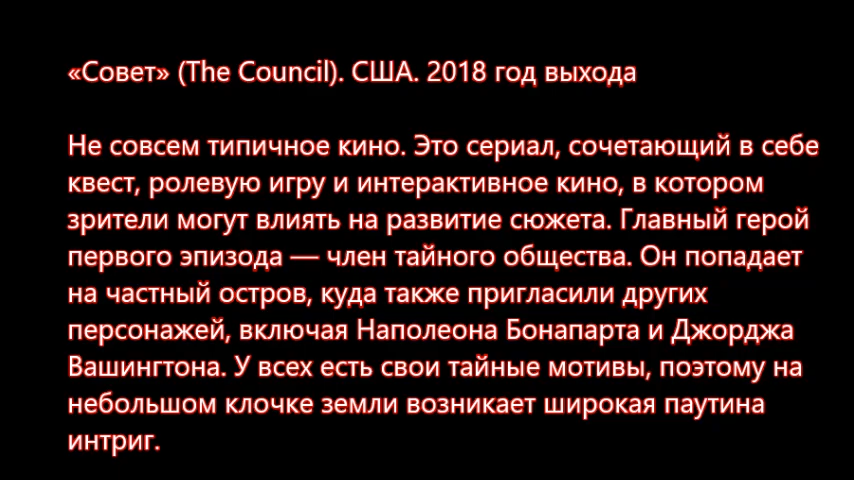 «Совет» (The Council). США. 2018 год выхода
Не совсем типичное кино. Это сериал, сочетающий в себе
квест, ролевую игру и интерактивное кино, в котором
зрители могут влиять на развитие сюжета. Главный герой
первого эпизода — член тайного общества. Он попадает
на частный остров, куда также пригласили других
персонажей, включая Наполеона Бонапарта и Джорджа
Вашингтона. У всех есть свои тайные мотивы, поэтому на
небольшом клочке земли возникает широкая паутина
интриг.